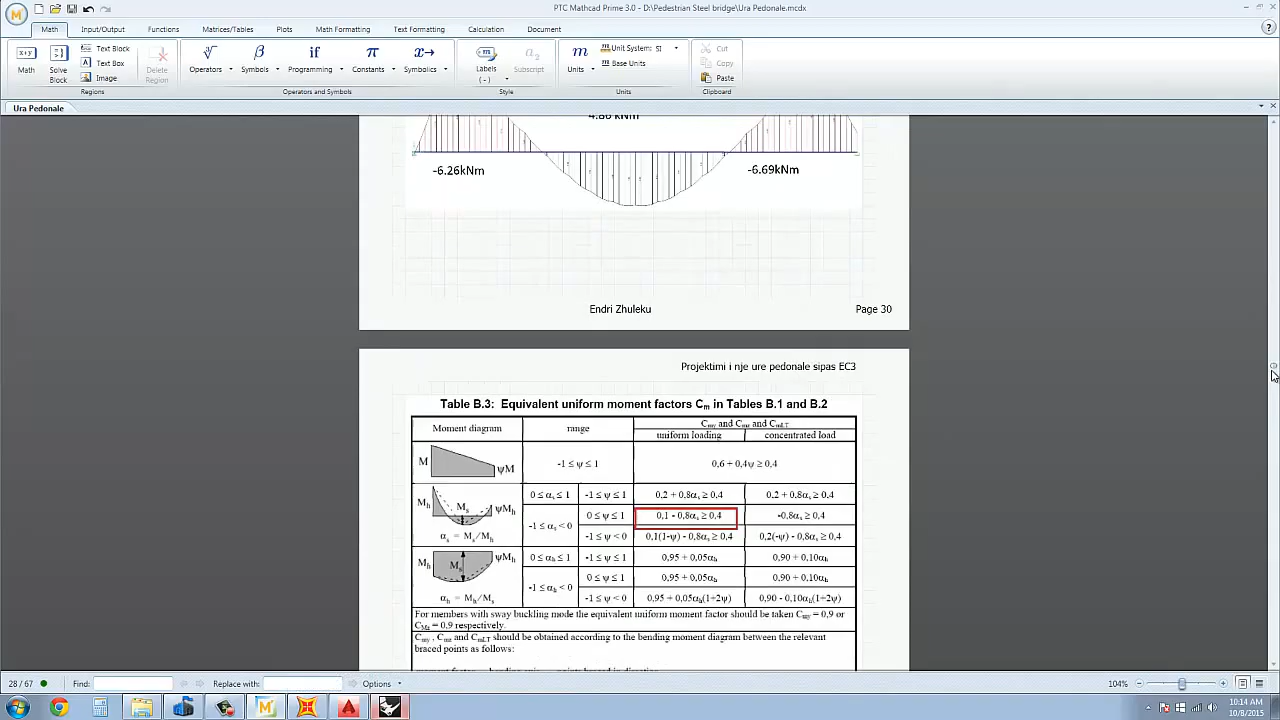 PTC Mathcad Prime 3.0 - D:\Pedestrian Steel bridge\Ura Pedonale.mcdx
Math Input/Output Functions Matrices/Tables Plots Math Formatting Text Formatting Calculation Document
Math
Solve Block
Text Block
Text Box
Image
Delete Region
Regions
Operators
Symbols
if
Programming
Constants
Symbolics
Operators and Symbols
Labels
(-)
Subscript
Style
Units
Unit System: SI
Base Units
Units
Cut
Copy
Paste
Clipboard
Ura Pedonale
4.86 kNm
-6.26kNm
-6.69kNm
Endri Zhuleku Page 30
Projektimi i nje ure pedonale sipas EC3
Table B.3: Equivalent uniform moment factors Cm in Tables B.1 and B.2
Moment diagram range Cmy and Cmz and CmLT
uniform loading concentrated load
M ψM -1 ≤ ψ ≤ 1 0,6 + 0,4ψ ≥ 0,4
Mh Ms ψMh
αs = Ms/Mh
0 ≤ αs ≤ 1 -1 ≤ ψ ≤ 1 0,2 + 0,8αs ≥ 0,4 0,2 + 0,8αs ≥ 0,4
-1 ≤ αs < 0 0 ≤ ψ ≤ 1 0,1 - 0,8αs ≥ 0,4 -0,8αs ≥ 0,4
-1 ≤ ψ < 0 0,1(1-ψ) - 0,8αs ≥ 0,4 0,2(-ψ) - 0,8αs ≥ 0,4
Mh Ms ψMh
αh = Mh/Ms
0 ≤ αh ≤ 1 -1 ≤ ψ ≤ 1 0,95 + 0,05αh 0,90 + 0,10αh
-1 ≤ αh < 0 0 ≤ ψ ≤ 1 0,95 + 0,05αh 0,90 + 0,10αh
-1 ≤ ψ < 0 0,95 + 0,05αh(1+2ψ) 0,90 - 0,10αh(1+2ψ)
For members with sway buckling mode the equivalent uniform moment factor should be taken Cmy = 0,9 or
CMz = 0,9 respectively.
Cmy , Cmz and CmLT should be obtained according to the bending moment diagram between the relevant
braced points as follows:
moment factor bending axis points braced in direction
28 / 67 Find: Replace with: Options 104%
10:14 AM
10/8/2015